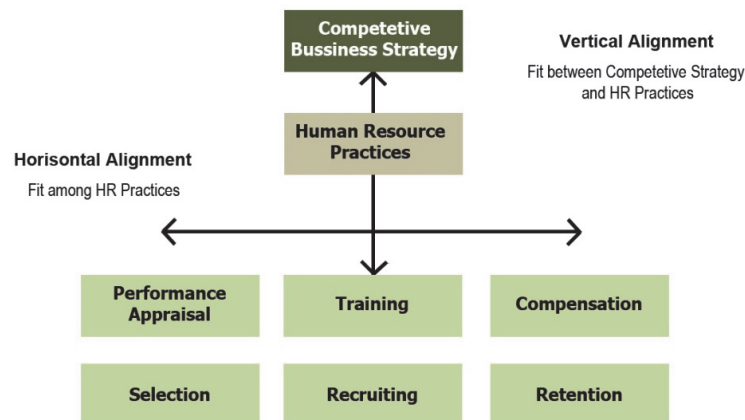 Competetive
Bussiness Strategy
Vertical Alignment
Fit between Competetive Strategy
and HR Practices
Human Resource
Practices
Horisontal Alignment
Fit among HR Practices
Performance
Appraisal
Training
Compensation
Selection
Recruiting
Retention